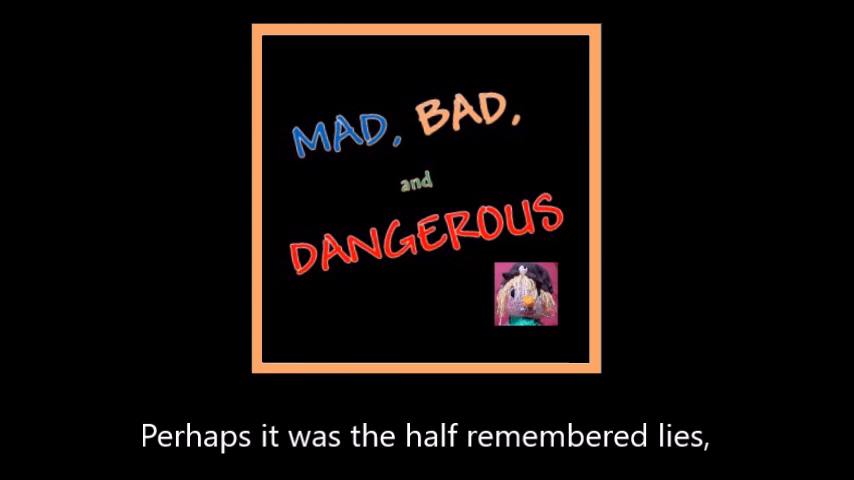 MAD, BAD,
and
DANGEROUS
Perhaps it was the half remembered lies,